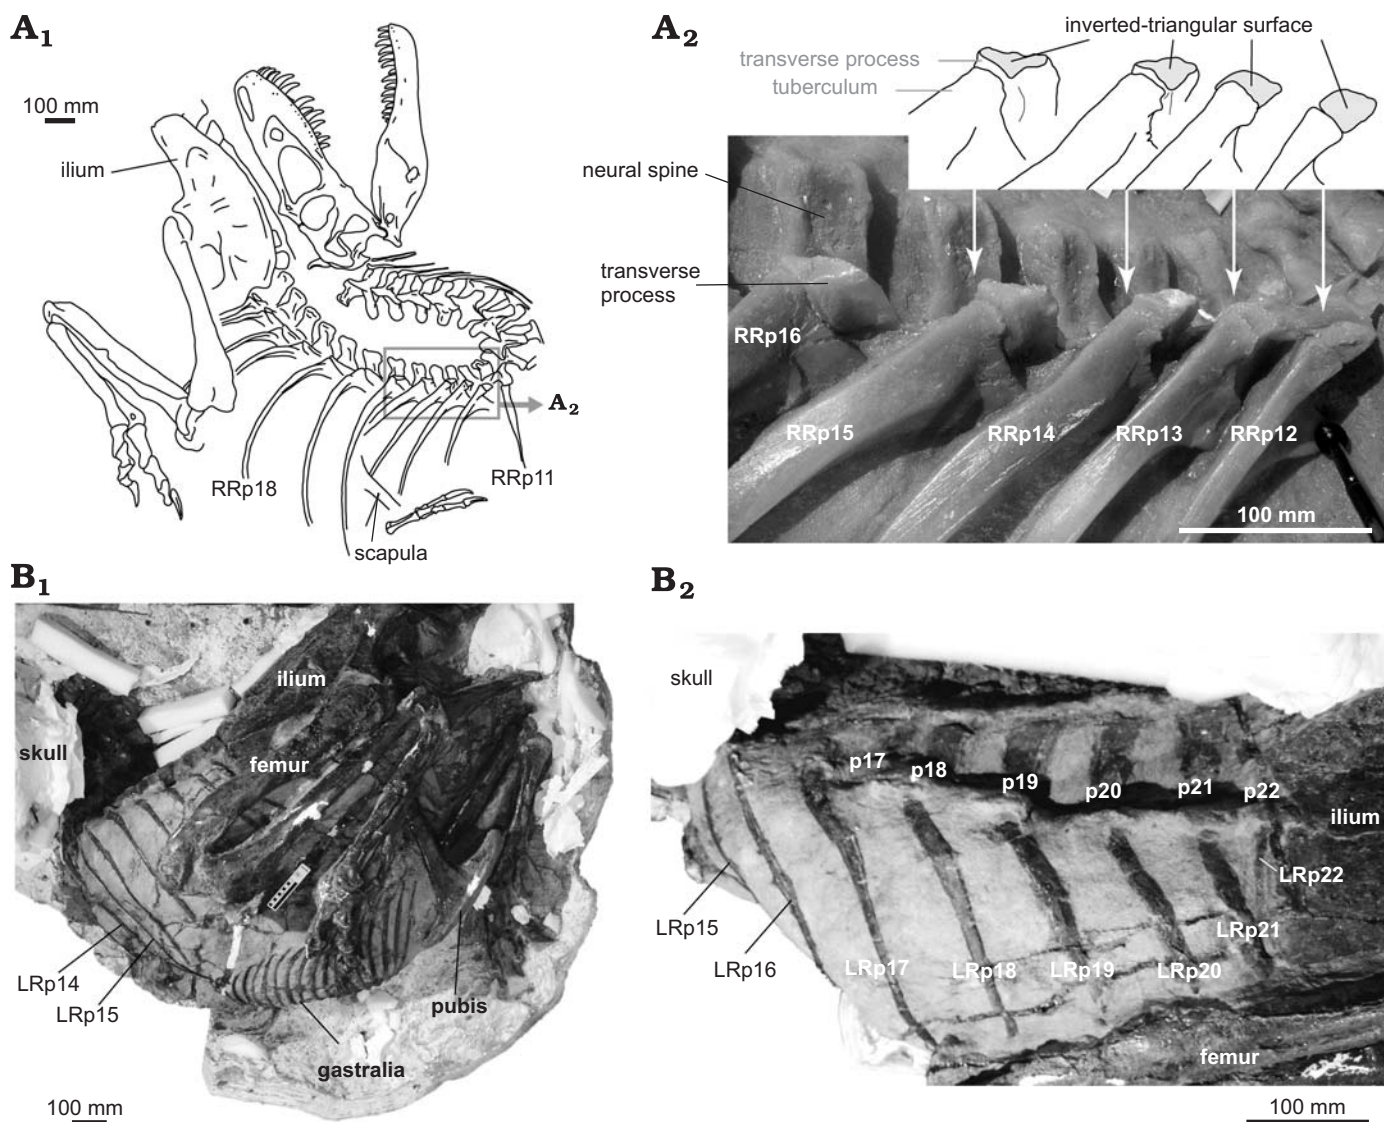 A1
100 mm
ilium
A2
RRp18
RRp11
scapula
A2
inverted-triangular surface
transverse process
tuberculum
neural spine
transverse
process
RRp16
RRp15
RRp14
RRp13
RRp12
100 mm
B1
ilium
skull
femur
LRp14
LRp15
pubis
gastralia
100 mm
B2
skull
p17
p18
p19
p20
p21
p22
ilium
LRp22
LRp15
LRp16
LRp21
LRp17
LRp18
LRp19
LRp20
femur
100 mm